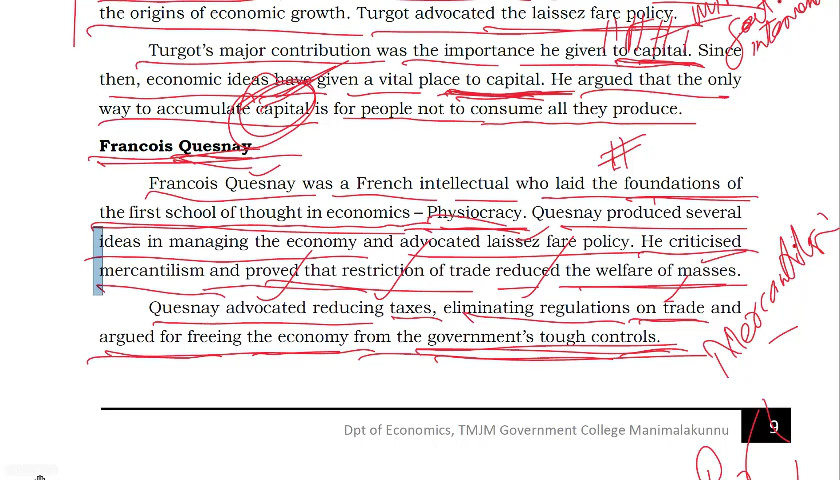 the origins of economic growth. Turgot advocated the laissez fare policy.
Turgot's major contribution was the importance he given to capital. Since
then, economic ideas have given a vital place to capital. He argued that the only
way to accumulate capital is for people not to consume all they produce.
Francois Quesnay
Francois Quesnay was a French intellectual who laid the foundations of
the first school of thought in economics – Physiocracy. Quesnay produced several
ideas in managing the economy and advocated laissez fare policy. He criticised
mercantilism and proved that restriction of trade reduced the welfare of masses.
Quesnay advocated reducing taxes, eliminating regulations on trade and
argued for freeing the economy from the government's tough controls.
Dpt of Economics, TMJM Government College Manimalakunnu
9